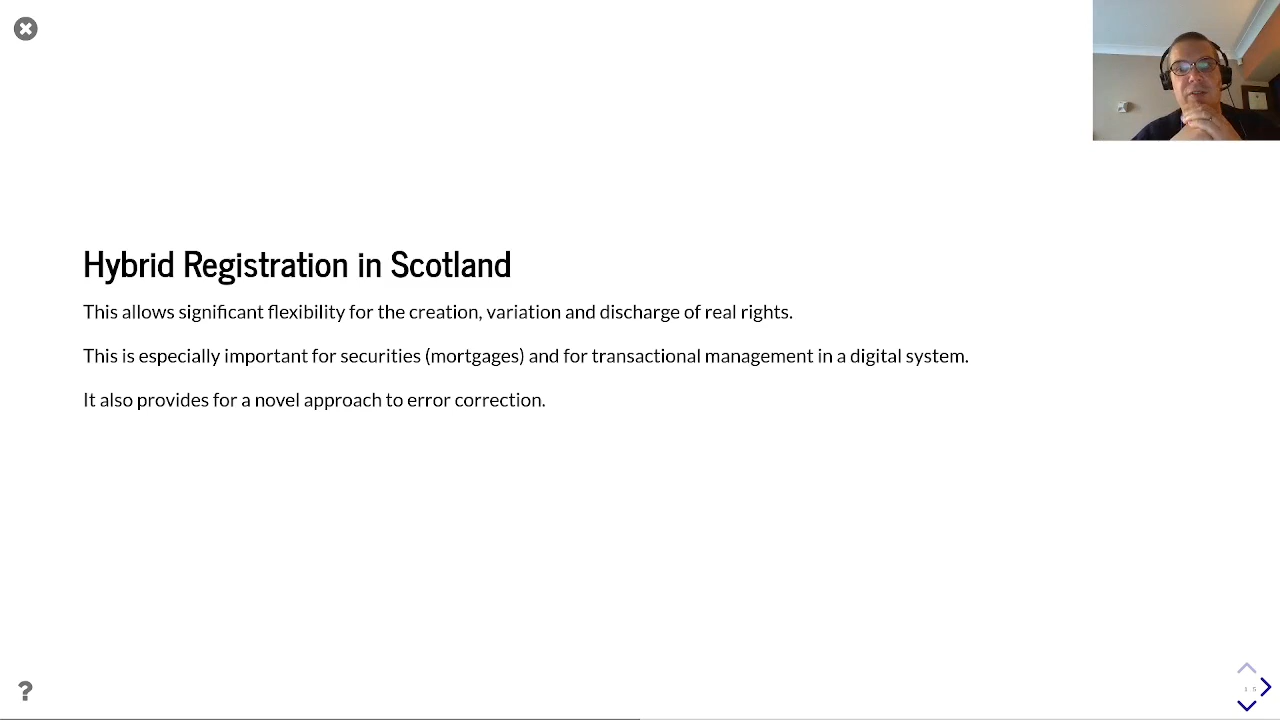 Hybrid Registration in Scotland
This allows significant flexibility for the creation, variation and discharge of real rights.
This is especially important for securities (mortgages) and for transactional management in a digital system.
It also provides for a novel approach to error correction.
?